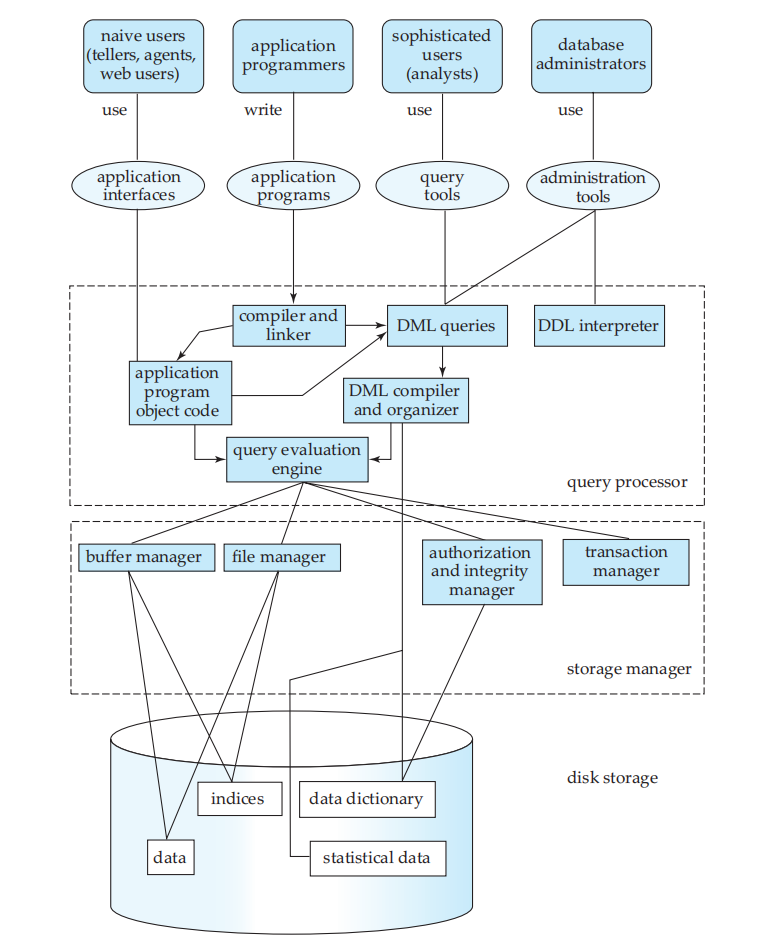 naive users
(tellers, agents,
web users)
application
programmers
sophisticated
users
(analysts)
database
administrators
use
write
use
use
application
interfaces
application
programs
query
tools
administration
tools
compiler and
linker
DML queries
DDL interpreter
application
program
object code
DML compiler
and organizer
query evaluation
engine
query processor
buffer manager
file manager
authorization
and integrity
manager
transaction
manager
storage manager
disk storage
indices
data dictionary
data
statistical data